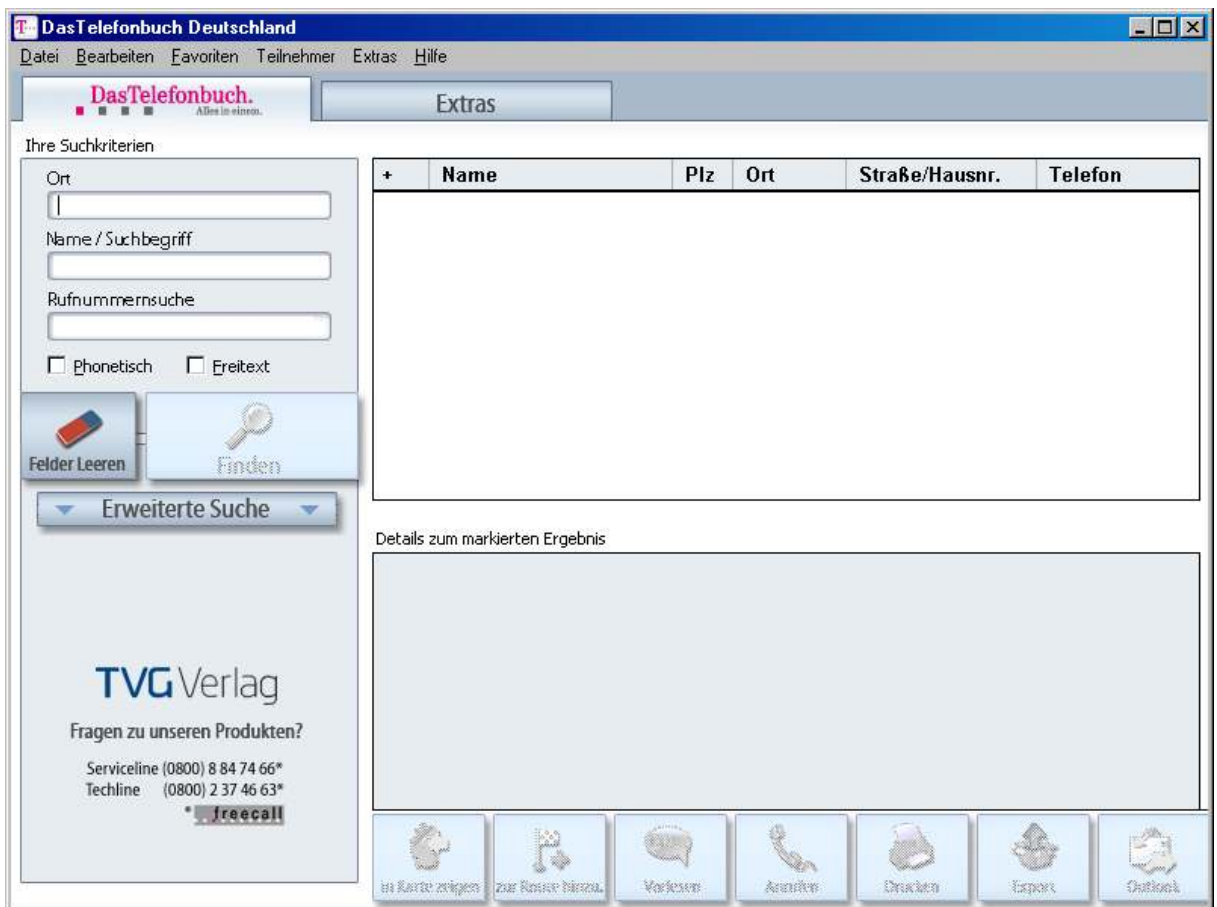 T DasTelefonbuch Deutschland
Datei Bearbeiten Favoriten Teilnehmer Extras Hilfe
DasTelefonbuch.
Alles in einem.
Extras
Ihre Suchkriterien
Ort
Name / Suchbegriff
Rufnummernsuche
Phonetisch Freitext
Felder Leeren Finden
Erweiterte Suche
TVG Verlag
Fragen zu unseren Produkten?
Serviceline (0800) 8 84 74 66*
Techline (0800) 2 37 46 63*
* freecall
+ Name Plz Ort Straße/Hausnr. Telefon
Details zum markierten Ergebnis
in Karte zeigen zur Route hinzu. Vorlesen Anrufen Drucken Export Outlook